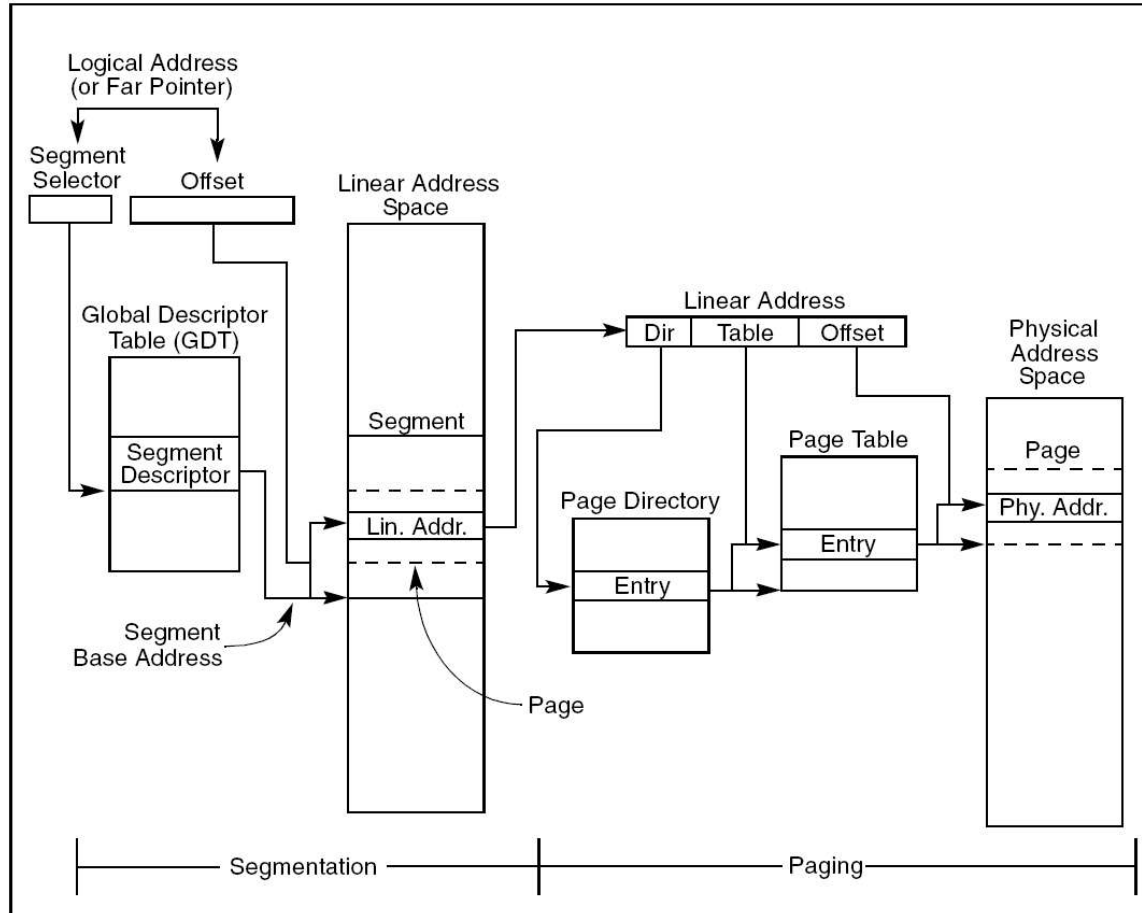 Logical Address
(or Far Pointer)
Segment
Selector
Offset
Linear Address
Space
Global Descriptor
Table (GDT)
Segment
Descriptor
Segment
Lin. Addr.
Segment
Base Address
Page
Linear Address
Dir
Table
Offset
Physical
Address
Space
Page Table
Page
Page Directory
Phy. Addr.
Entry
Entry
Segmentation
Paging